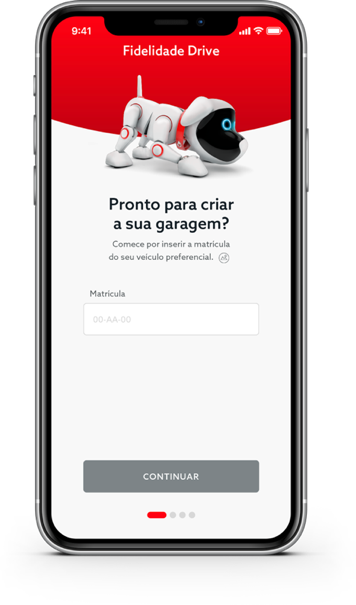 9:41
Fidelidade Drive
Pronto para criar
a sua garagem?
Comece por inserir a matrícula
do seu veículo preferencial.
Matrícula
00-AA-00
CONTINUAR